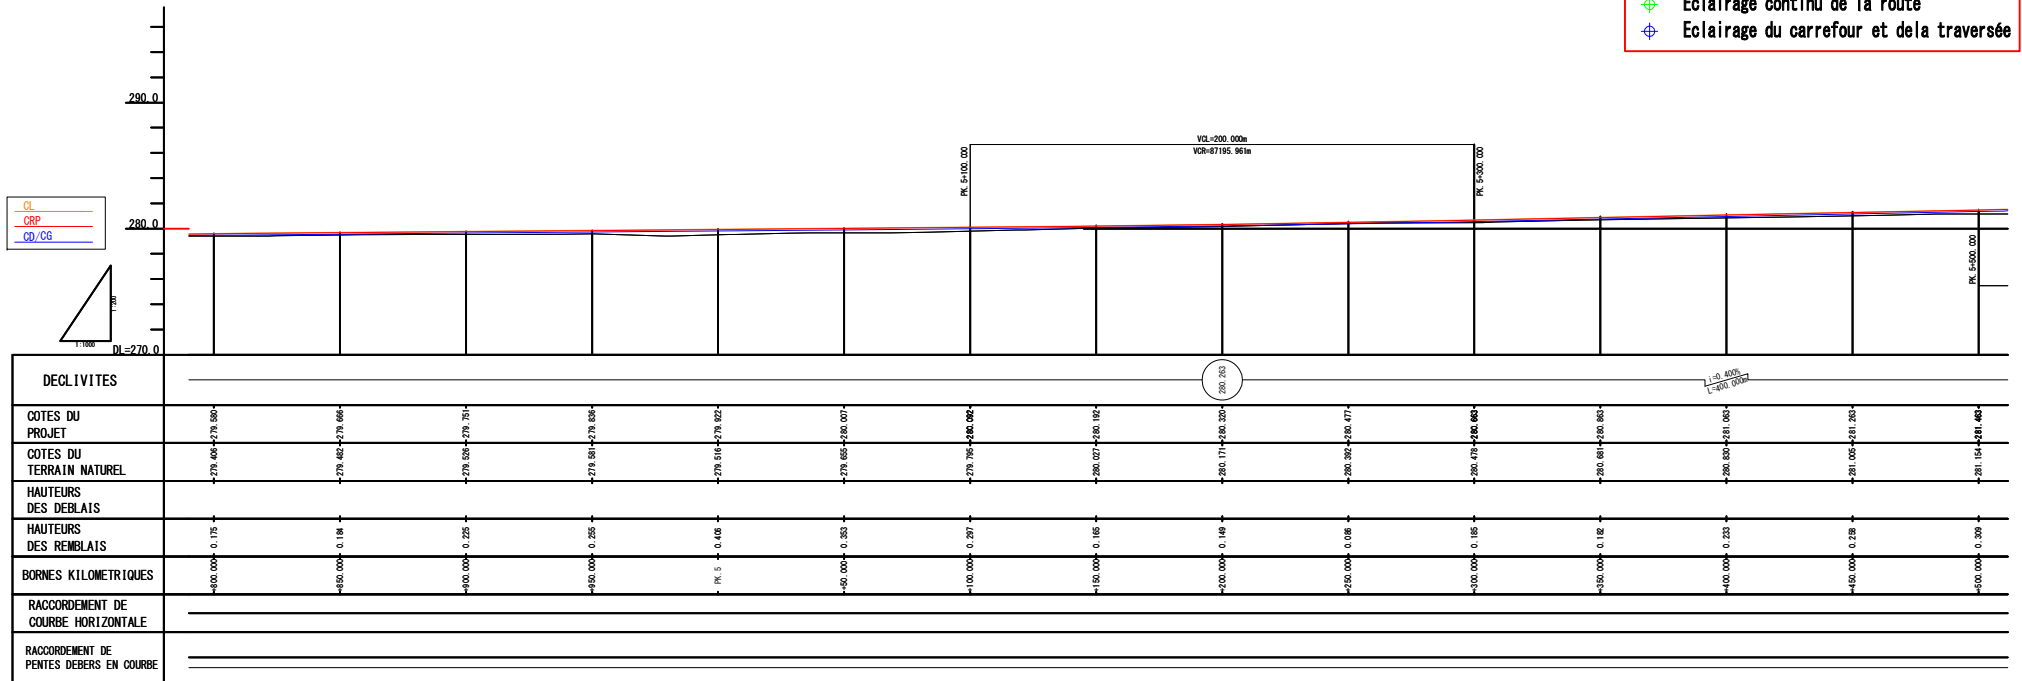 Eclairage continu de la route
Eclairage du carrefour et dela traversée
290.0
280.0
DL=270.0
CL
CRP
CD/CG
1:200
1:1000
VCL=200.000m
VCR=87195.961m
PK.5+100.000
PK.5+300.000
PK.5+500.000
DECLIVITES
280.263
i=0.400%
L=400.000m
COTES DU
PROJET
279.580 279.666 279.751 279.836 279.922 280.007 280.092 280.192 280.320 280.477 280.663 280.863 281.063 281.263 281.463
COTES DU
TERRAIN NATUREL
279.406 279.482 279.526 279.581 279.516 279.655 279.795 280.027 280.171 280.392 280.478 280.681 280.830 281.005 281.154
HAUTEURS
DES DEBLAIS
HAUTEURS
DES REMBLAIS
0.175 0.184 0.225 0.255 0.406 0.353 0.297 0.165 0.149 0.086 0.185 0.182 0.233 0.258 0.309
BORNES KILOMETRIQUES
+800.000 +850.000 +900.000 +950.000 PK.5 +50.000 +100.000 +150.000 +200.000 +250.000 +300.000 +350.000 +400.000 +450.000 +500.000
RACCORDEMENT DE
COURBE HORIZONTALE
RACCORDEMENT DE
PENTES DEBERS EN COURBE